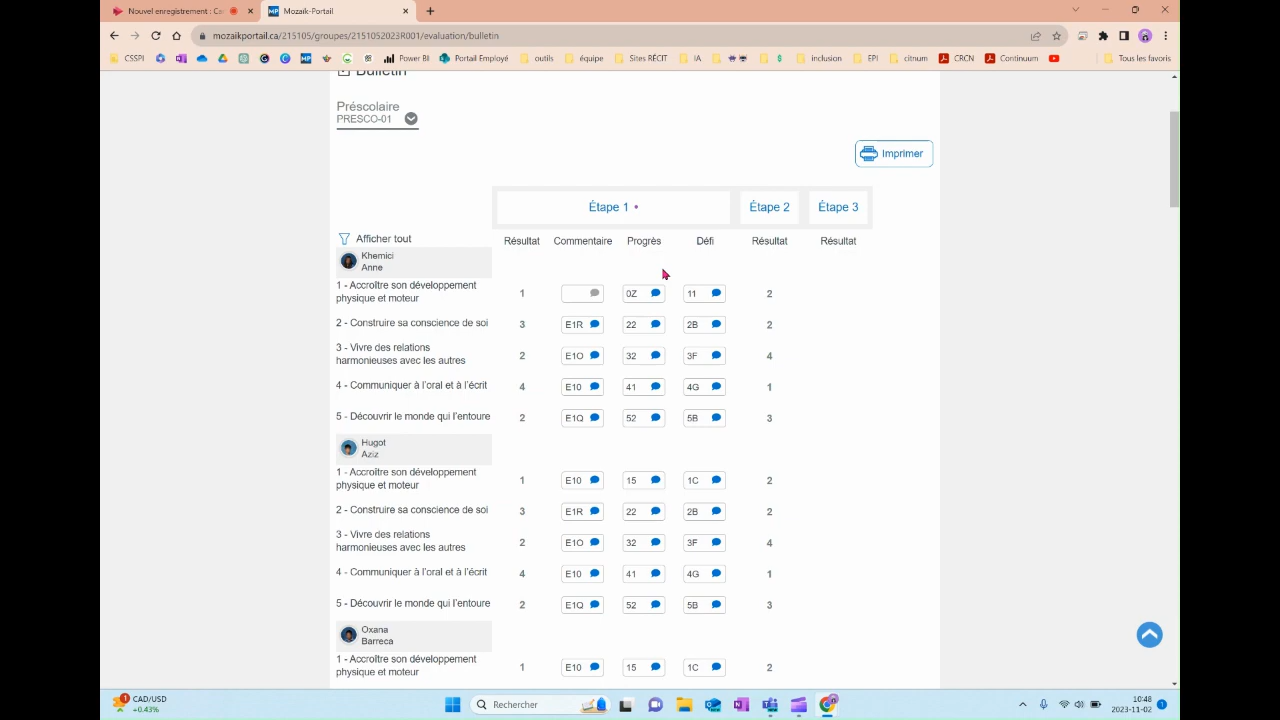 Nouvel enregistrement : Ca
Mozaïk-Portail
mozaikportail.ca/215105/groupes/2151052023R001/evaluation/bulletin
CSSPI
Power BI
Portail Employé
outils
équipe
Sites RÉCIT
IA
inclusion
EPI
citnum
CRCN
Continuum
Tous les favoris
Bulletin
Préscolaire
PRESCO-01
Imprimer
Étape 1 Étape 2 Étape 3
Afficher tout Résultat Commentaire Progrès Défi Résultat Résultat
Khemici
Anne
1 - Accroître son développement
physique et moteur 1 0Z 11 2
2 - Construire sa conscience de soi 3 E1R 22 2B 2
3 - Vivre des relations
harmonieuses avec les autres 2 E1O 32 3F 4
4 - Communiquer à l'oral et à l'écrit 4 E10 41 4G 1
5 - Découvrir le monde qui l'entoure 2 E1Q 52 5B 3
Hugot
Aziz
1 - Accroître son développement
physique et moteur 1 E10 15 1C 2
2 - Construire sa conscience de soi 3 E1R 22 2B 2
3 - Vivre des relations
harmonieuses avec les autres 2 E1O 32 3F 4
4 - Communiquer à l'oral et à l'écrit 4 E10 41 4G 1
5 - Découvrir le monde qui l'entoure 2 E1Q 52 5B 3
Oxana
Barreca
1 - Accroître son développement
physique et moteur 1 E10 15 1C 2
CAD/USD
+0.43%
Rechercher
10:48
2023-11-02